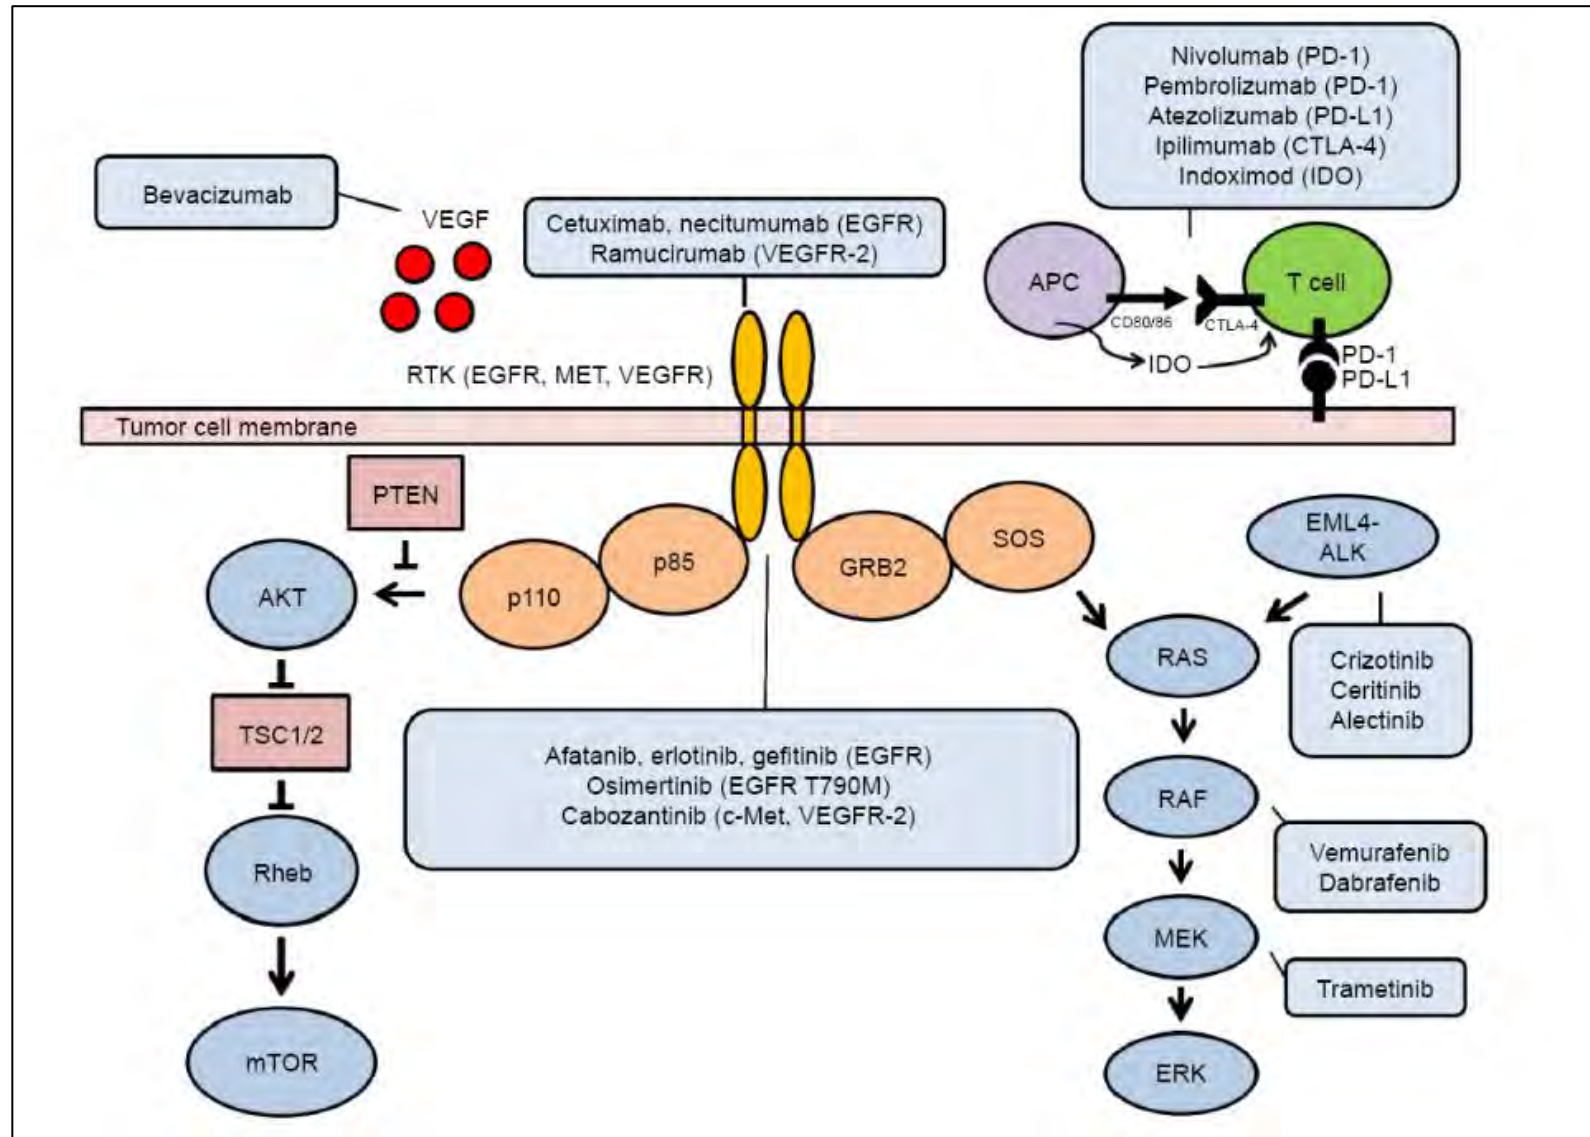 Nivolumab (PD-1)
Pembrolizumab (PD-1)
Atezolizumab (PD-L1)
Ipilimumab (CTLA-4)
Indoximod (IDO)
Bevacizumab
VEGF
Cetuximab, necitumumab (EGFR)
Ramucirumab (VEGFR-2)
APC
T cell
CD80/86
CTLA-4
IDO
PD-1
PD-L1
RTK (EGFR, MET, VEGFR)
Tumor cell membrane
PTEN
AKT
p110
p85
GRB2
SOS
EML4-
ALK
RAS
Crizotinib
Ceritinib
Alectinib
TSC1/2
Afatanib, erlotinib, gefitinib (EGFR)
Osimertinib (EGFR T790M)
Cabozantinib (c-Met, VEGFR-2)
RAF
Rheb
Vemurafenib
Dabrafenib
MEK
Trametinib
mTOR
ERK